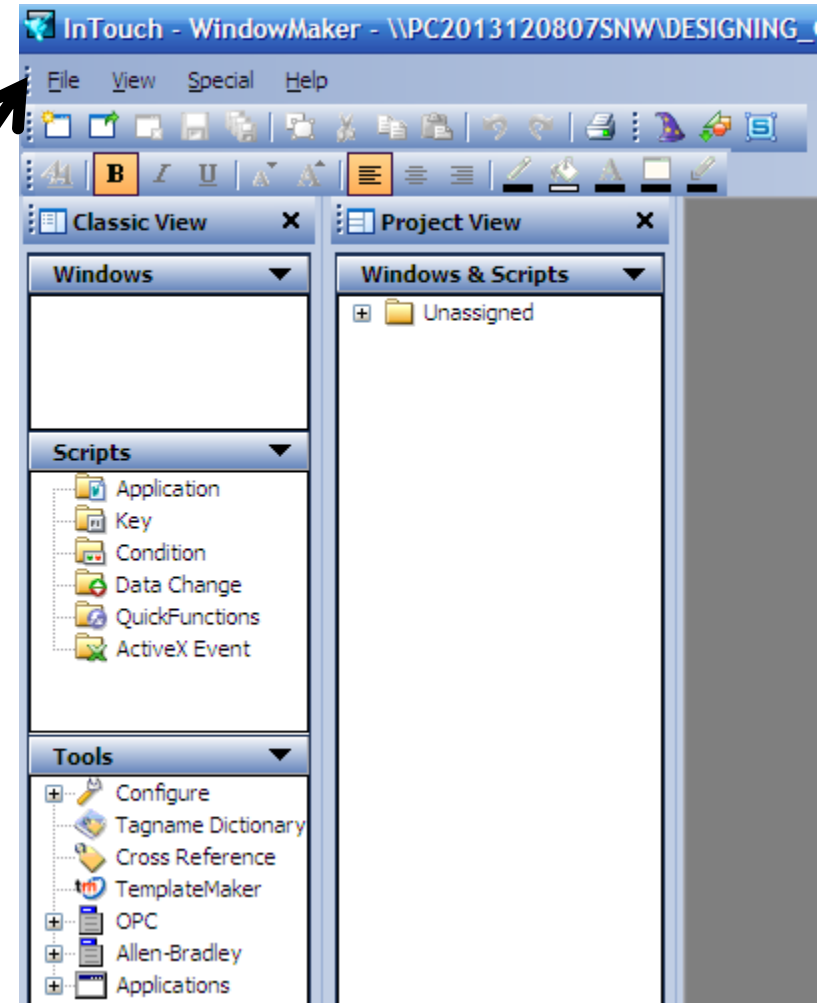 InTouch - WindowMaker - \\PC2013120807SNW\DESIGNING_
File View Special Help
B I U A A A
Classic View
Project View
Windows
Windows & Scripts
Unassigned
Scripts
Application
Key
Condition
Data Change
QuickFunctions
ActiveX Event
Tools
Configure
Tagname Dictionary
Cross Reference
TemplateMaker
OPC
Allen-Bradley
Applications